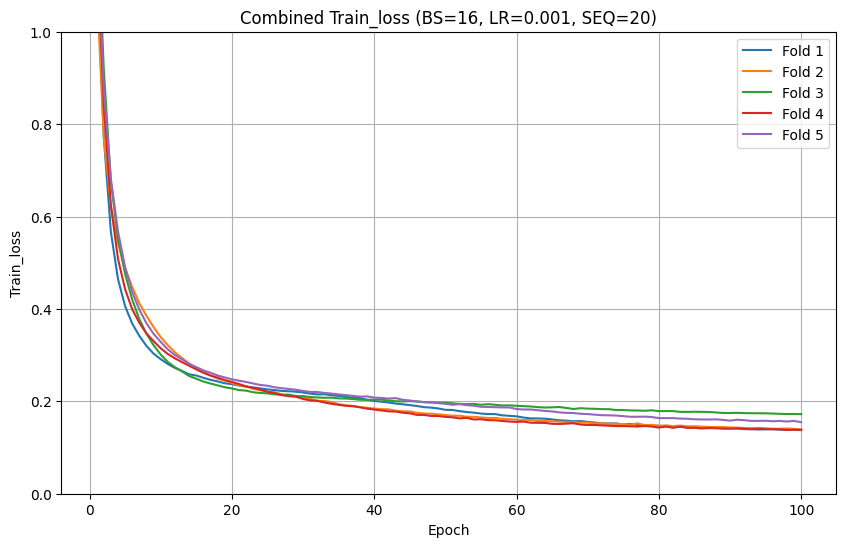 Combined Train_loss (BS=16, LR=0.001, SEQ=20)
Train_loss
1.0
0.8
0.6
0.4
0.2
0.0
Fold 1
Fold 2
Fold 3
Fold 4
Fold 5
0 20 40 60 80 100
Epoch